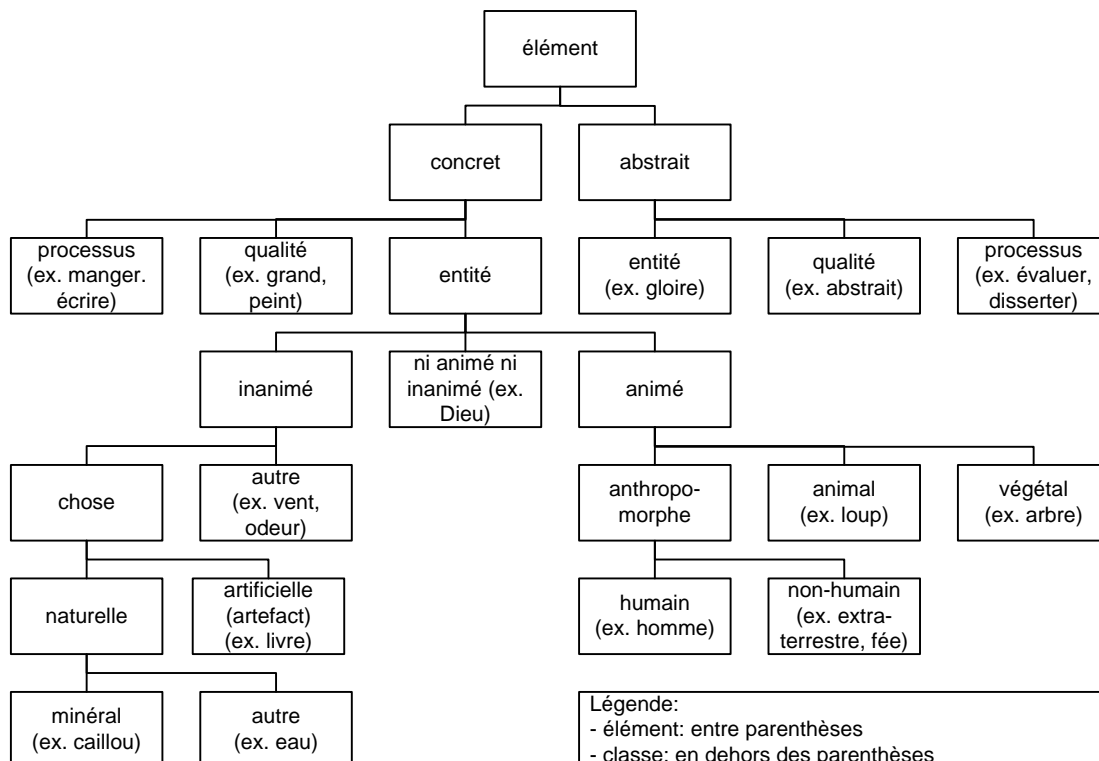 élément
concret
abstrait
processus
(ex. manger.
écrire)
qualité
(ex. grand,
peint)
entité
entité
(ex. gloire)
qualité
(ex. abstrait)
processus
(ex. évaluer,
disserter)
inanimé
ni animé ni
inanimé (ex.
Dieu)
animé
chose
autre
(ex. vent,
odeur)
anthropo-
morphe
animal
(ex. loup)
végétal
(ex. arbre)
naturelle
artificielle
(artefact)
(ex. livre)
humain
(ex. homme)
non-humain
(ex. extra-
terrestre, fée)
minéral
(ex. caillou)
autre
(ex. eau)
Légende:
- élément: entre parenthèses
- classe: en dehors des parenthèses